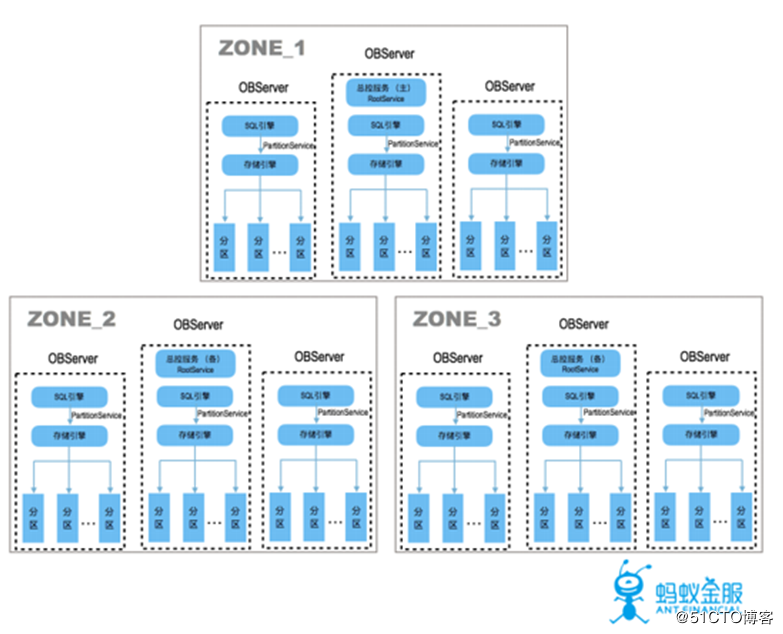 ZONE_1
OBServer
OBServer
OBServer
总控服务 (主)
RootService
SQL引擎
SQL引擎
SQL引擎
PartitionService
PartitionService
PartitionService
存储引擎
存储引擎
存储引擎
分区
分区
...
分区
分区
分区
...
分区
分区
分区
...
分区
ZONE_2
OBServer
OBServer
OBServer
总控服务 (备)
RootService
SQL引擎
SQL引擎
SQL引擎
PartitionService
PartitionService
PartitionService
存储引擎
存储引擎
存储引擎
分区
分区
...
分区
分区
分区
...
分区
分区
分区
...
分区
ZONE_3
OBServer
OBServer
OBServer
总控服务 (备)
RootService
SQL引擎
SQL引擎
SQL引擎
PartitionService
PartitionService
PartitionService
存储引擎
存储引擎
存储引擎
分区
分区
...
分区
分区
分区
...
分区
分区
分区
...
分区
蚂蚁金服
ANT FINANCIAL
@51CTO博客